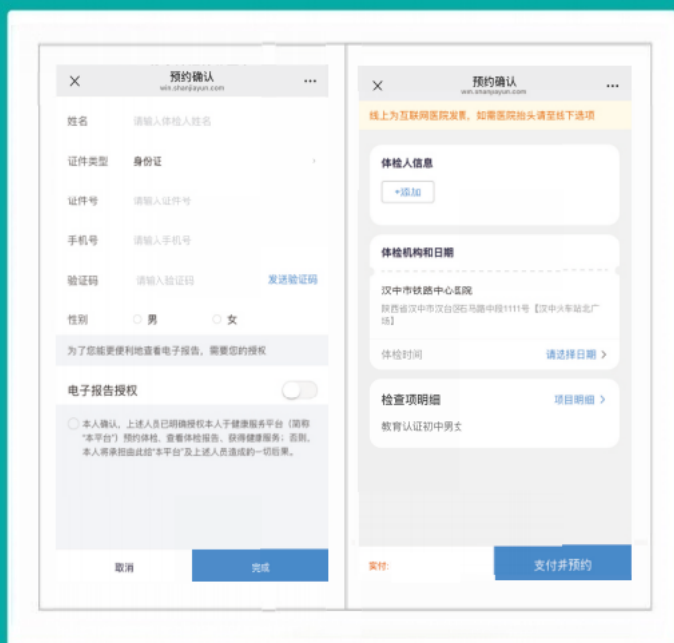 预约确认
win.shanjiayun.com
姓名 请输入体检人姓名
证件类型 身份证
证件号 请输入证件号
手机号 请输入手机号
验证码 请输入验证码 发送验证码
性别 男 女
为了您能更便利地查看电子报告，需要您的授权
电子报告授权
本人确认，上述人员已明确授权本人于健康服务平台（简称
“本平台”）预约体检、查看体检报告、获得健康服务；否则，
本人将承担由此给“本平台”及上述人员造成的一切后果。
取消 完成
预约确认
win.shanjiayun.com
线上为互联网医院发票，如需医院抬头请至线下选项
体检人信息
+添加
体检机构和日期
汉中市铁路中心医院
陕西省汉中市汉台区石马路中段1111号【汉中火车站北广
场】
体检时间 请选择日期
检查项明细 项目明细
教育认证初中男士
实付:
支付并预约